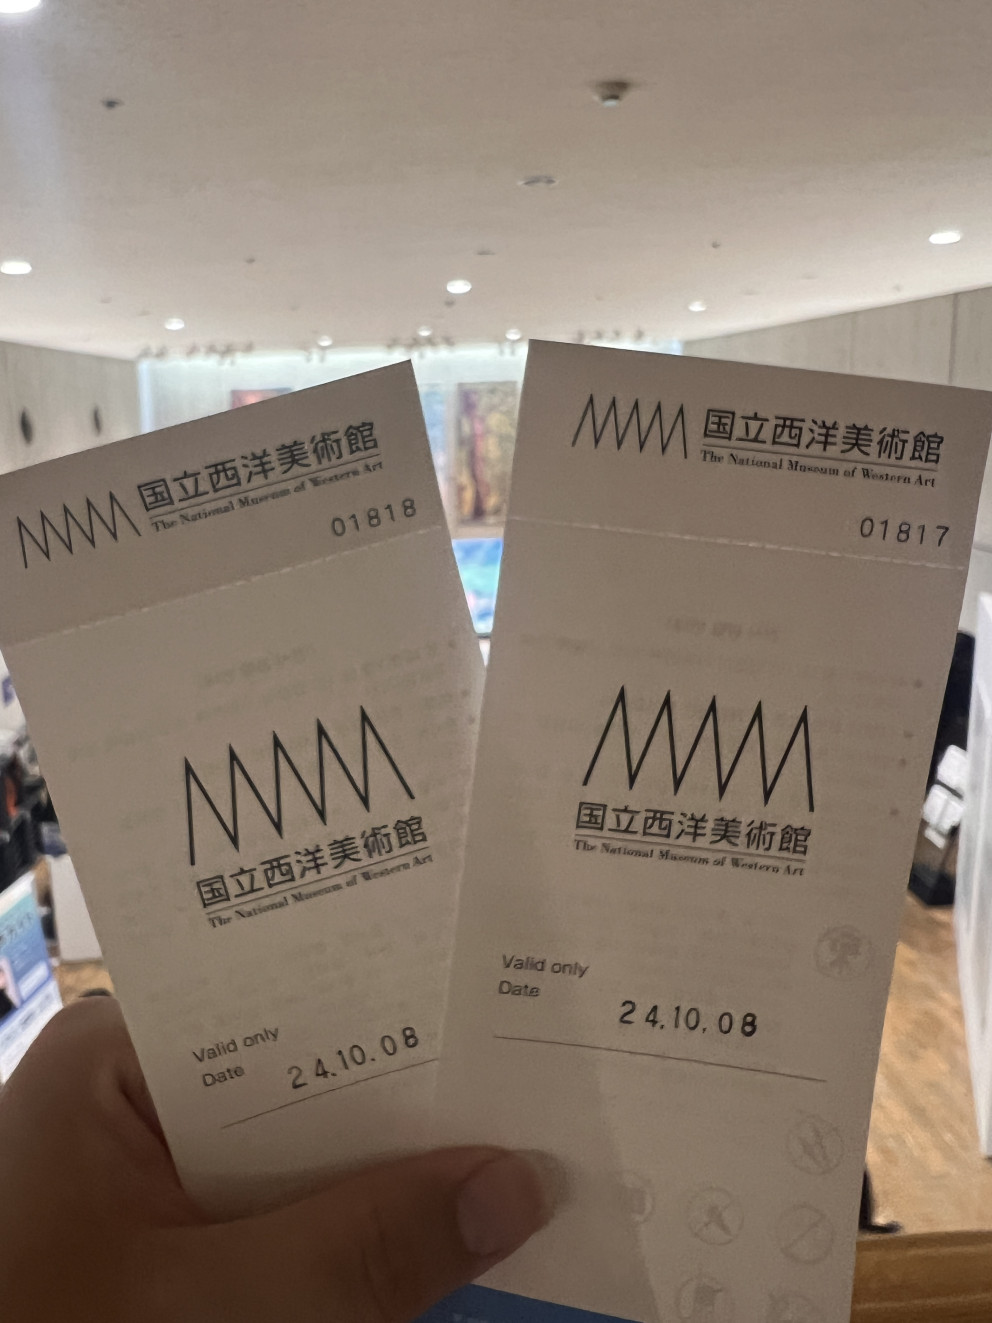 国立西洋美術館
The National Museum of Western Art
01818
国立西洋美術館
The National Museum of Western Art
Valid only
Date
24.10.08
国立西洋美術館
The National Museum of Western Art
01817
国立西洋美術館
The National Museum of Western Art
Valid only
Date
24.10.08